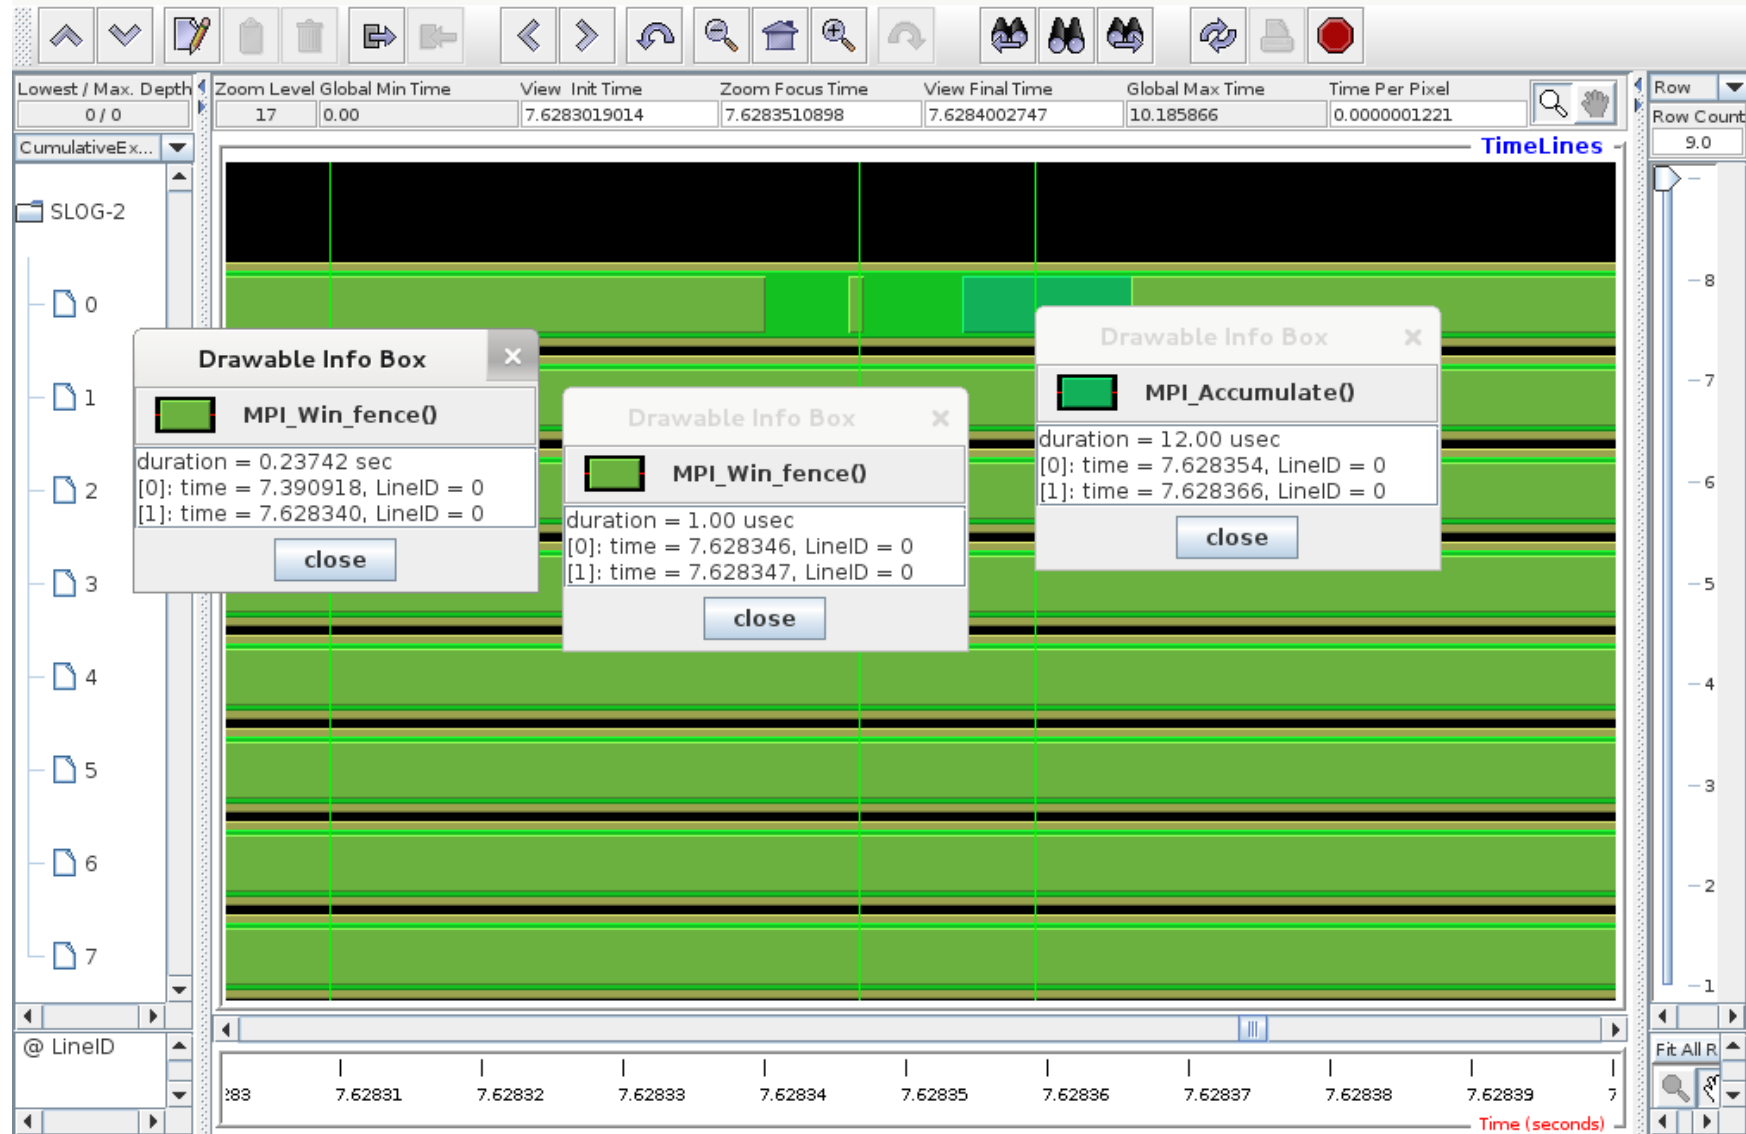 Lowest / Max. Depth
0 / 0
Zoom Level
17
Global Min Time
0.00
View  Init Time
7.6283019014
Zoom Focus Time
7.6283510898
View Final Time
7.6284002747
Global Max Time
10.185866
Time Per Pixel
0.0000001221
Row
Row Count
9.0
CumulativeEx...
TimeLines
SLOG-2
0
1
2
3
4
5
6
7
Drawable Info Box
MPI_Win_fence()
duration = 0.23742 sec
[0]: time = 7.390918, LineID = 0
[1]: time = 7.628340, LineID = 0
close
Drawable Info Box
MPI_Win_fence()
duration = 1.00 usec
[0]: time = 7.628346, LineID = 0
[1]: time = 7.628347, LineID = 0
close
Drawable Info Box
MPI_Accumulate()
duration = 12.00 usec
[0]: time = 7.628354, LineID = 0
[1]: time = 7.628366, LineID = 0
close
8
7
6
5
4
3
2
1
@ LineID
Fit All R
7.62831
7.62832
7.62833
7.62834
7.62835
7.62836
7.62837
7.62838
7.62839
7
Time (seconds)